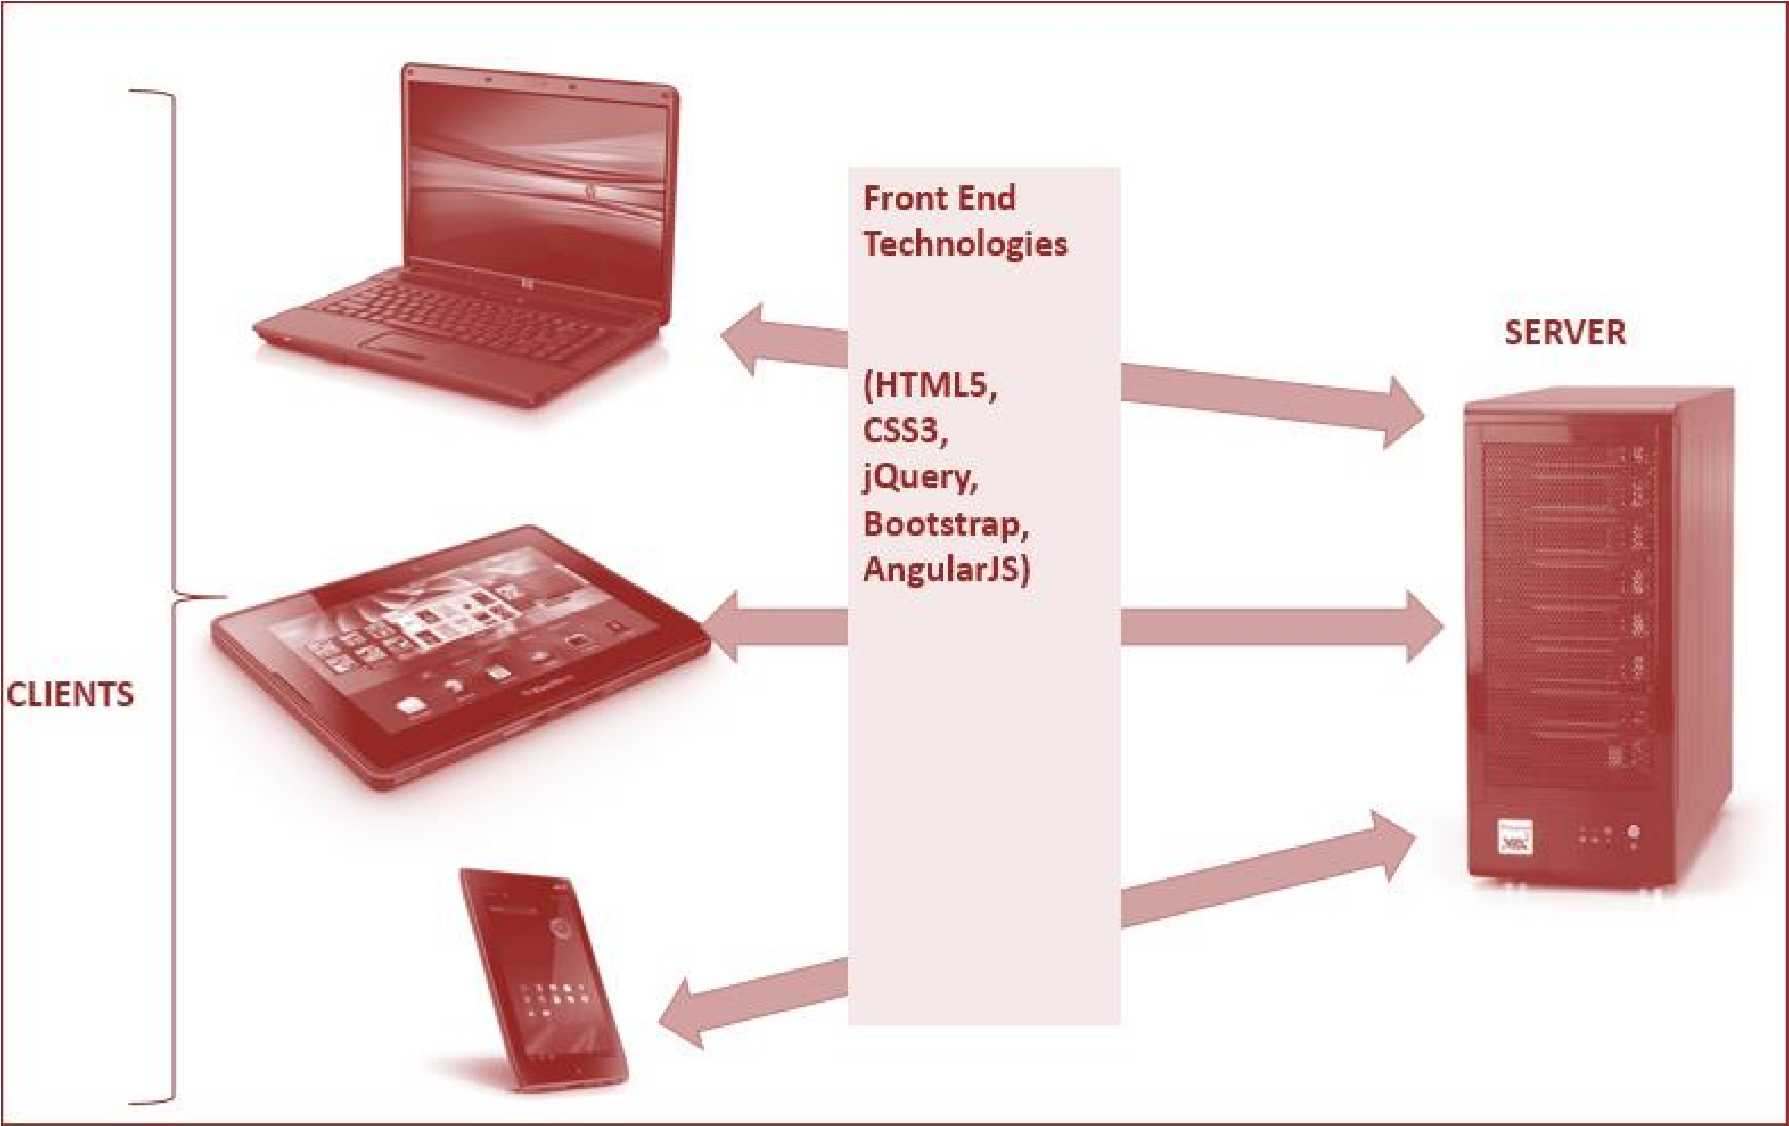 Front End
Technologies
(HTML5,
CSS3,
jQuery,
Bootstrap,
AngularJS)
SERVER
CLIENTS